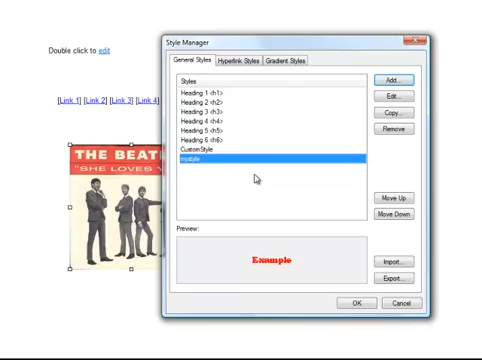 Style Manager
Double click to edit
General Styles Hyperlink Styles Gradient Styles
Styles
Add...
Heading 1 <h1>
Edit...
Heading 2 <h2>
[Link 1] [Link 2] [Link 3] [Link 4]
Heading 3 <h3>
Copy...
Heading 4 <h4>
Heading 5 <h5>
Remove
Heading 6 <h6>
CustomStyle
mystyle
THE BEAT
"SHE LOVES Y
Move Up
Move Down
Preview:
Example
Import...
Export...
OK Cancel